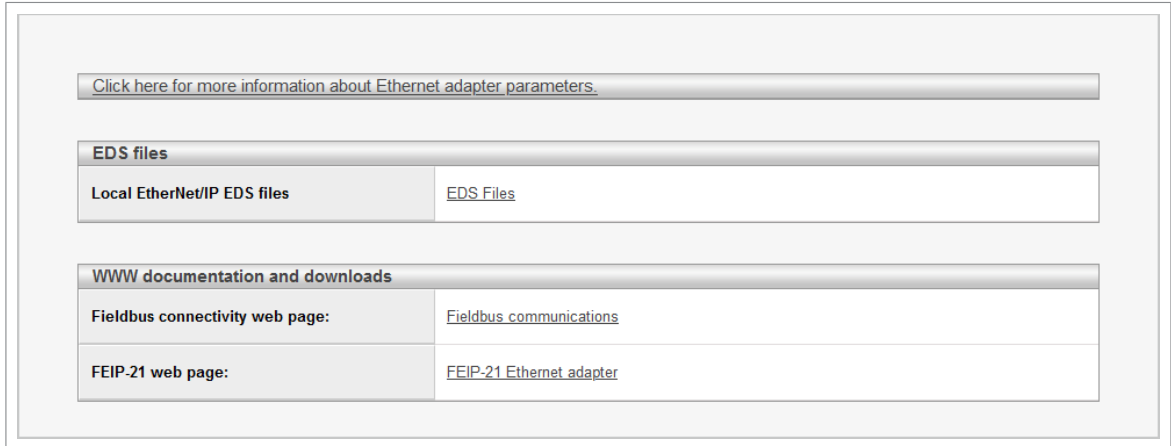 Click here for more information about Ethernet adapter parameters.
EDS files
Local EtherNet/IP EDS files EDS Files
WWW documentation and downloads
Fieldbus connectivity web page: Fieldbus communications
FEIP-21 web page: FEIP-21 Ethernet adapter